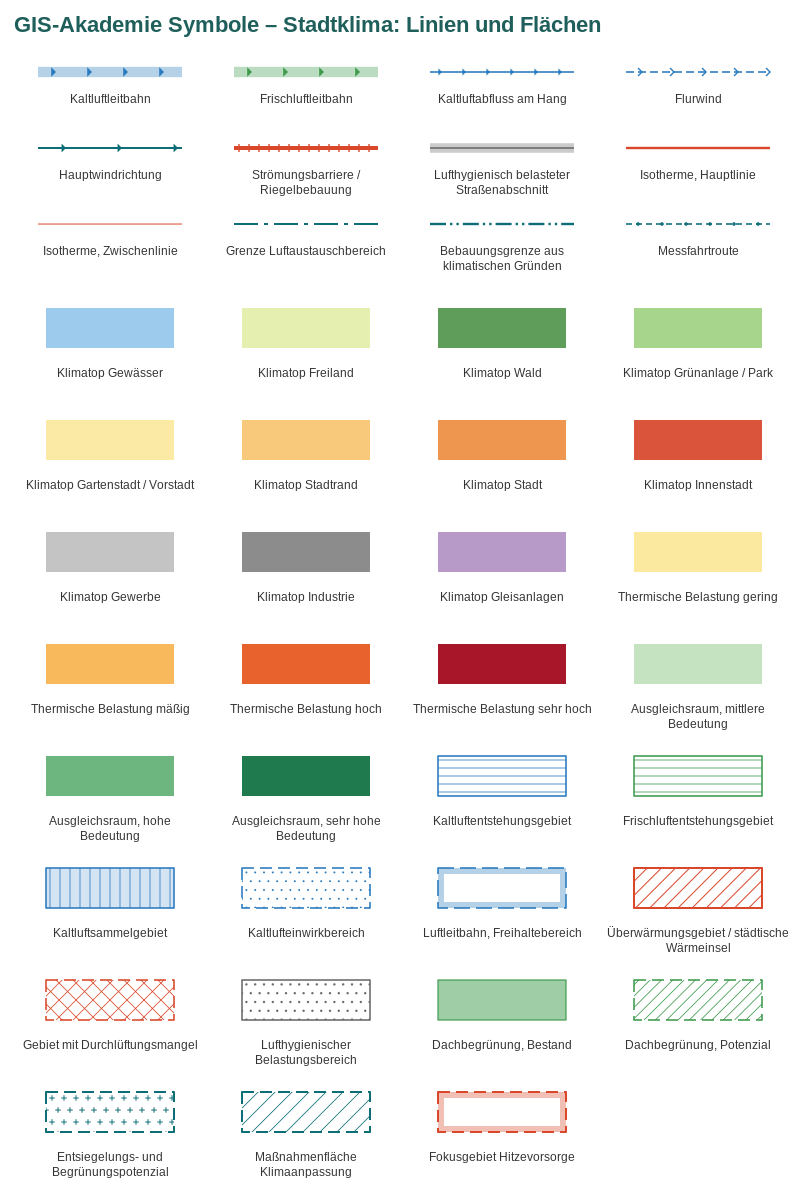 GIS-Akademie Symbole – Stadtklima: Linien und Flächen
Kaltluftleitbahn
Frischluftleitbahn
Kaltluftabfluss am Hang
Flurwind
Hauptwindrichtung
Strömungsbarriere /
Riegelbebauung
Lufthygienisch belasteter
Straßenabschnitt
Isotherme, Hauptlinie
Isotherme, Zwischenlinie
Grenze Luftaustauschbereich
Bebauungsgrenze aus
klimatischen Gründen
Messfahrtroute
Klimatop Gewässer
Klimatop Freiland
Klimatop Wald
Klimatop Grünanlage / Park
Klimatop Gartenstadt / Vorstadt
Klimatop Stadtrand
Klimatop Stadt
Klimatop Innenstadt
Klimatop Gewerbe
Klimatop Industrie
Klimatop Gleisanlagen
Thermische Belastung gering
Thermische Belastung mäßig
Thermische Belastung hoch
Thermische Belastung sehr hoch
Ausgleichsraum, mittlere
Bedeutung
Ausgleichsraum, hohe
Bedeutung
Ausgleichsraum, sehr hohe
Bedeutung
Kaltluftentstehungsgebiet
Frischluftentstehungsgebiet
Kaltluftsammelgebiet
Kaltlufteinwirkbereich
Luftleitbahn, Freihaltebereich
Überwärmungsgebiet / städtische
Wärmeinsel
Gebiet mit Durchlüftungsmangel
Lufthygienischer
Belastungsbereich
Dachbegrünung, Bestand
Dachbegrünung, Potenzial
Entsiegelungs- und
Begrünungspotenzial
Maßnahmenfläche
Klimaanpassung
Fokusgebiet Hitzevorsorge